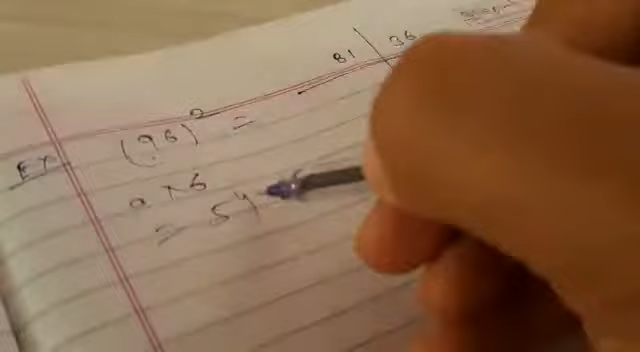 81 | 36
Ex (96)² =
9 x 6
= 54